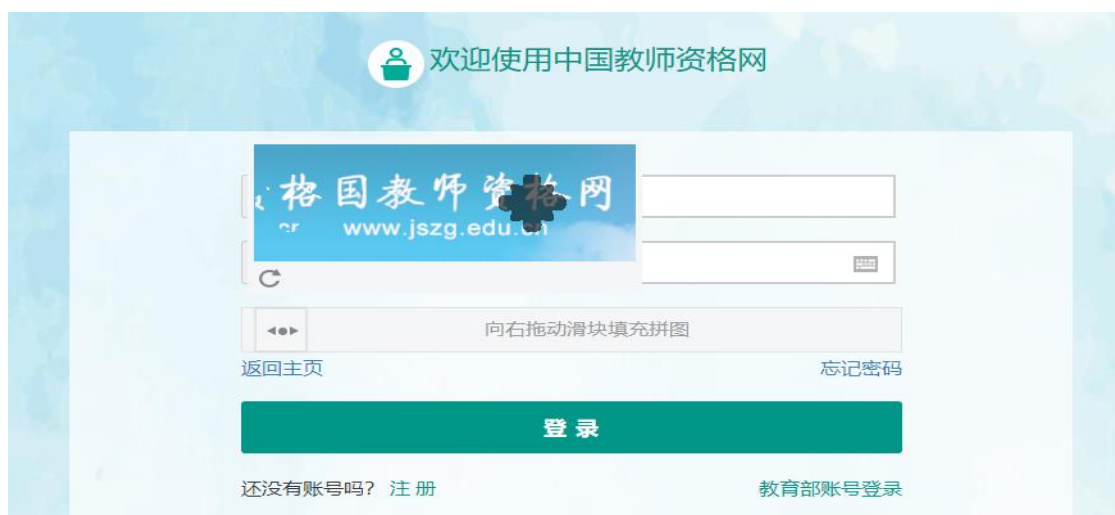 欢迎使用中国教师资格网
格国教师资格网
www.jszg.edu.cn
向右拖动滑块填充拼图
返回主页
忘记密码
登录
还没有账号吗？ 注册
教育部账号登录